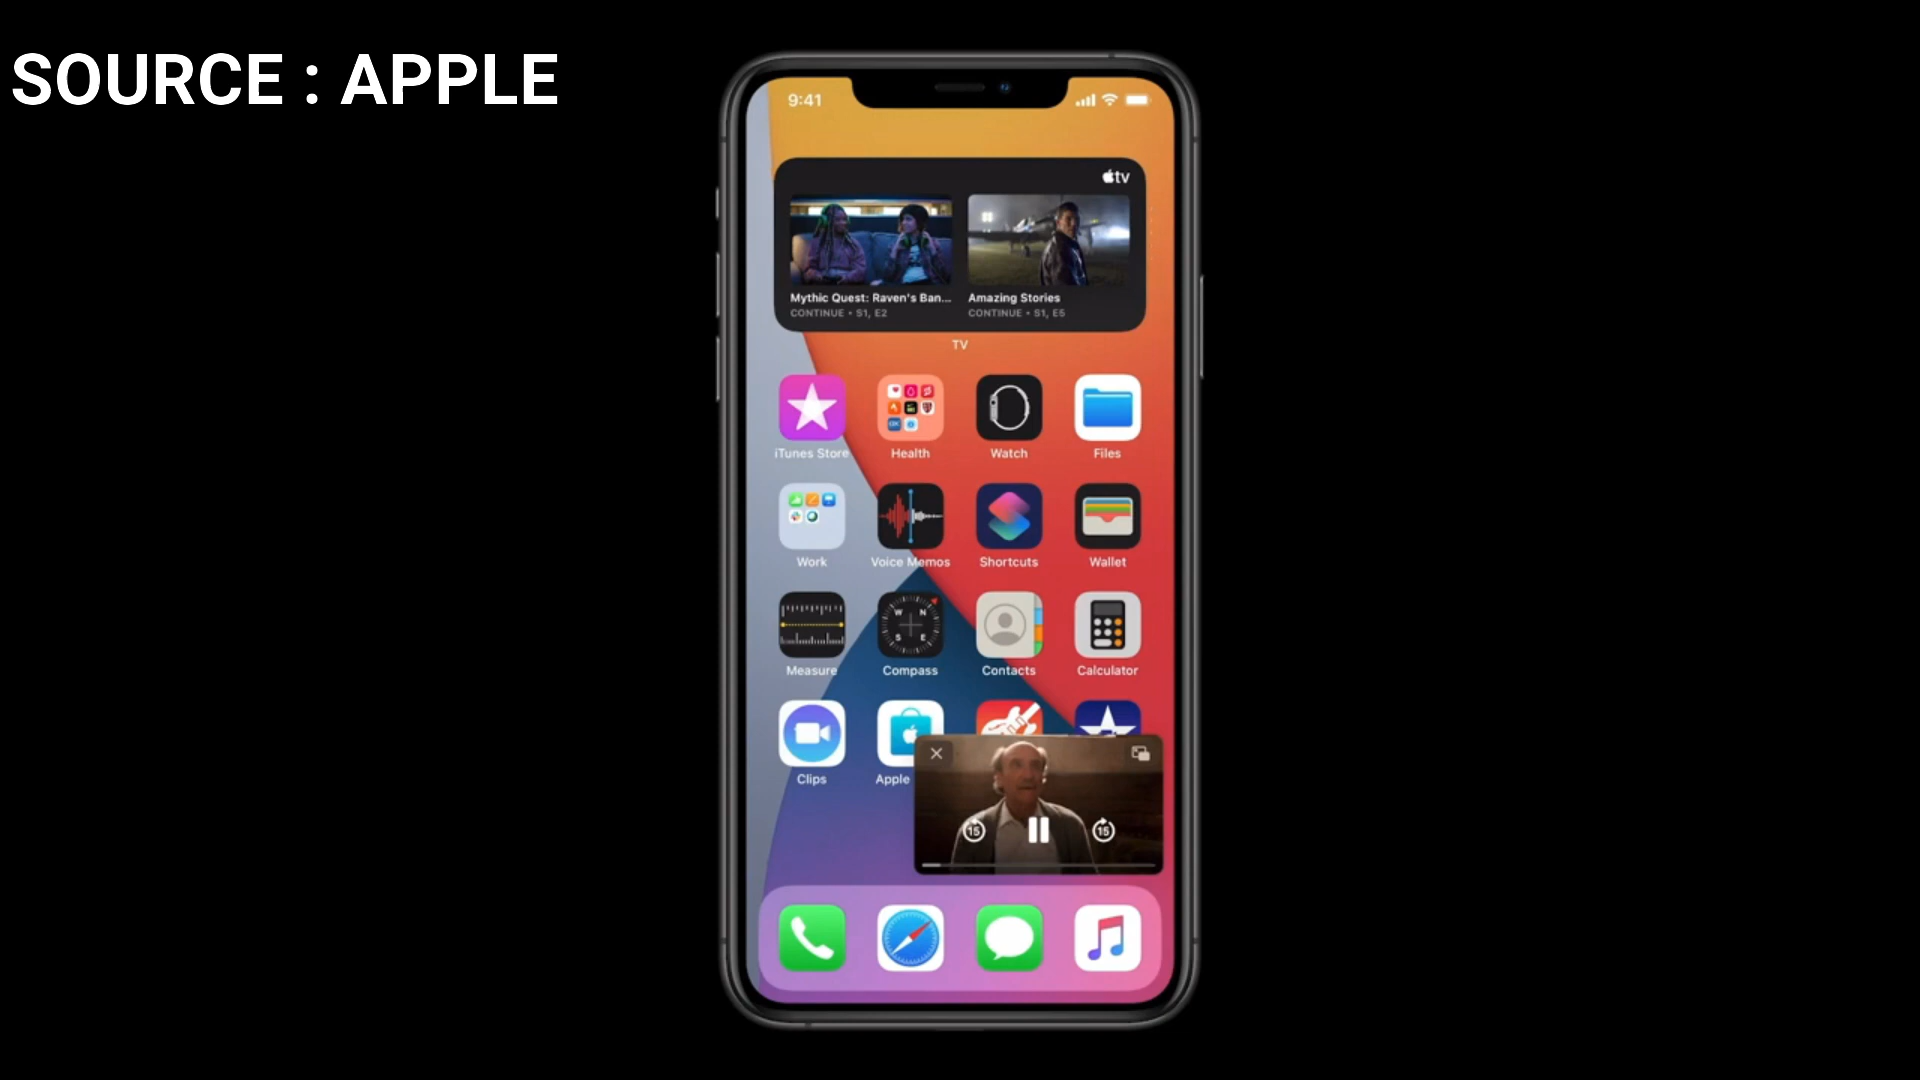 SOURCE : APPLE
9:41
tv
Mythic Quest: Raven's Ban... Amazing Stories
CONTINUE • S1, E2 CONTINUE • S1, E5
TV
iTunes Store Health Watch Files
Work Voice Memos Shortcuts Wallet
W N
S E
Measure Compass Contacts Calculator
Clips Apple
15 15